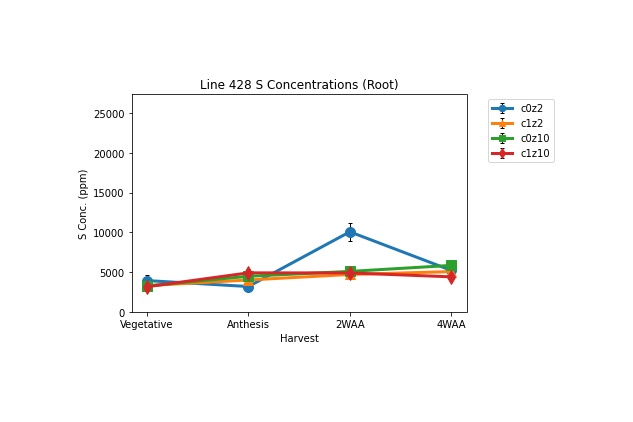 Line 428 S Concentrations (Root)
S Conc. (ppm)
25000
20000
15000
10000
5000
0
Vegetative Anthesis 2WAA 4WAA
Harvest
c0z2
c1z2
c0z10
c1z10